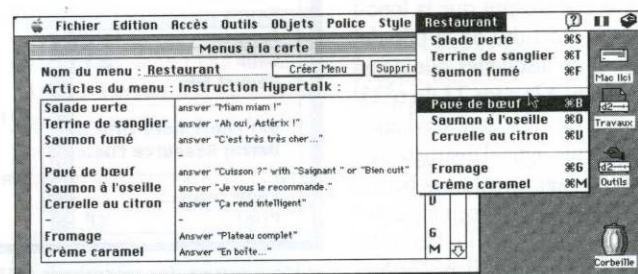 Fichier Edition Accès Outils Objets Police Style Restaurant
Menus à la carte
Nom du menu : Restaurant Créer Menu Supprin
Articles du menu : Instruction Hypertalk :
Salade verte answer "Miam miam !"
Terrine de sanglier answer "Ah oui, Astérix !"
Saumon fumé answer "C'est très très cher..."
- -
Pavé de bœuf answer "Cuisson ?" with "Saignant " or "Bien cuit"
Saumon à l'oseille answer "Je vous le recommande."
Cervelle au citron answer "Ça rend intelligent" U
- -
Fromage Answer "Plateau complet" G
Crème caramel Answer "En boîte..." M
Salade verte ⌘S
Terrine de sanglier ⌘T
Saumon fumé ⌘F
Pavé de bœuf ⌘B
Saumon à l'oseille ⌘O
Cervelle au citron ⌘U
Fromage ⌘G
Crème caramel ⌘M
Mac IIci
d2
Travaux
d2
Outils
Corbeille